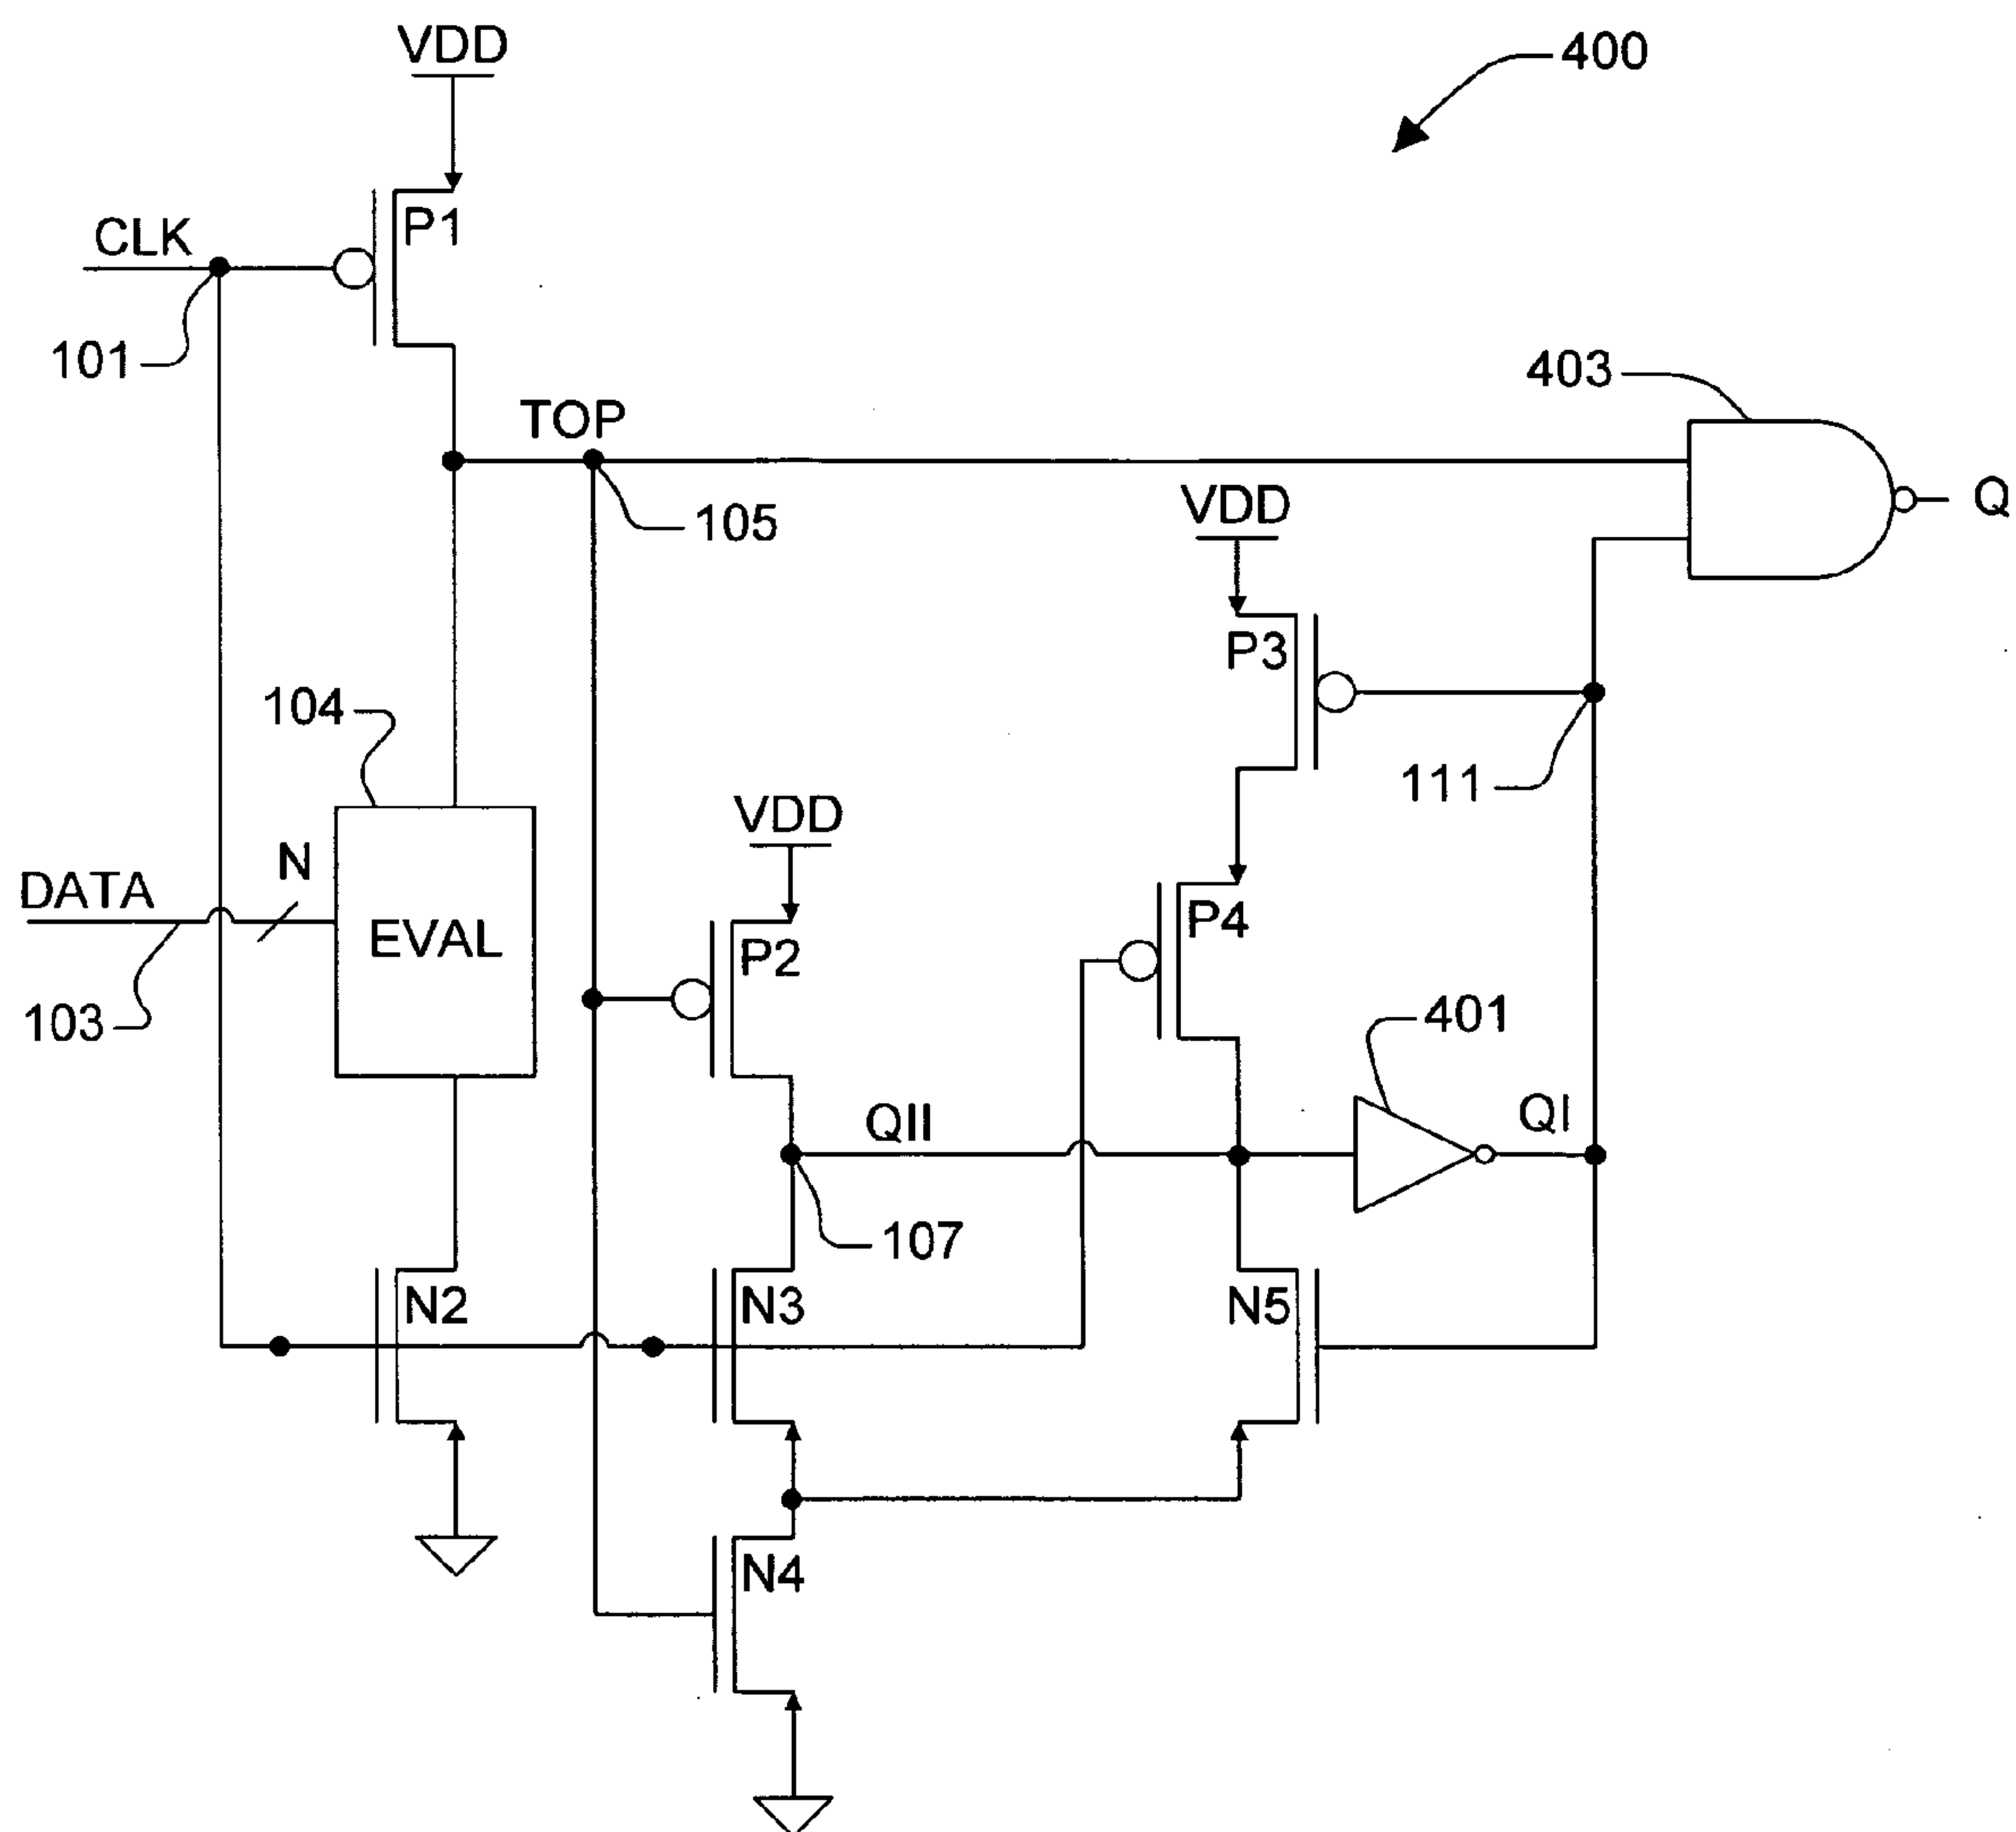 VDD
400
P1
CLK
101
403
TOP
Q
VDD
105
P3
104
111
VDD
N
DATA
P4
EVAL
P2
401
103
QII
QI
107
N2
N3
N5
N4